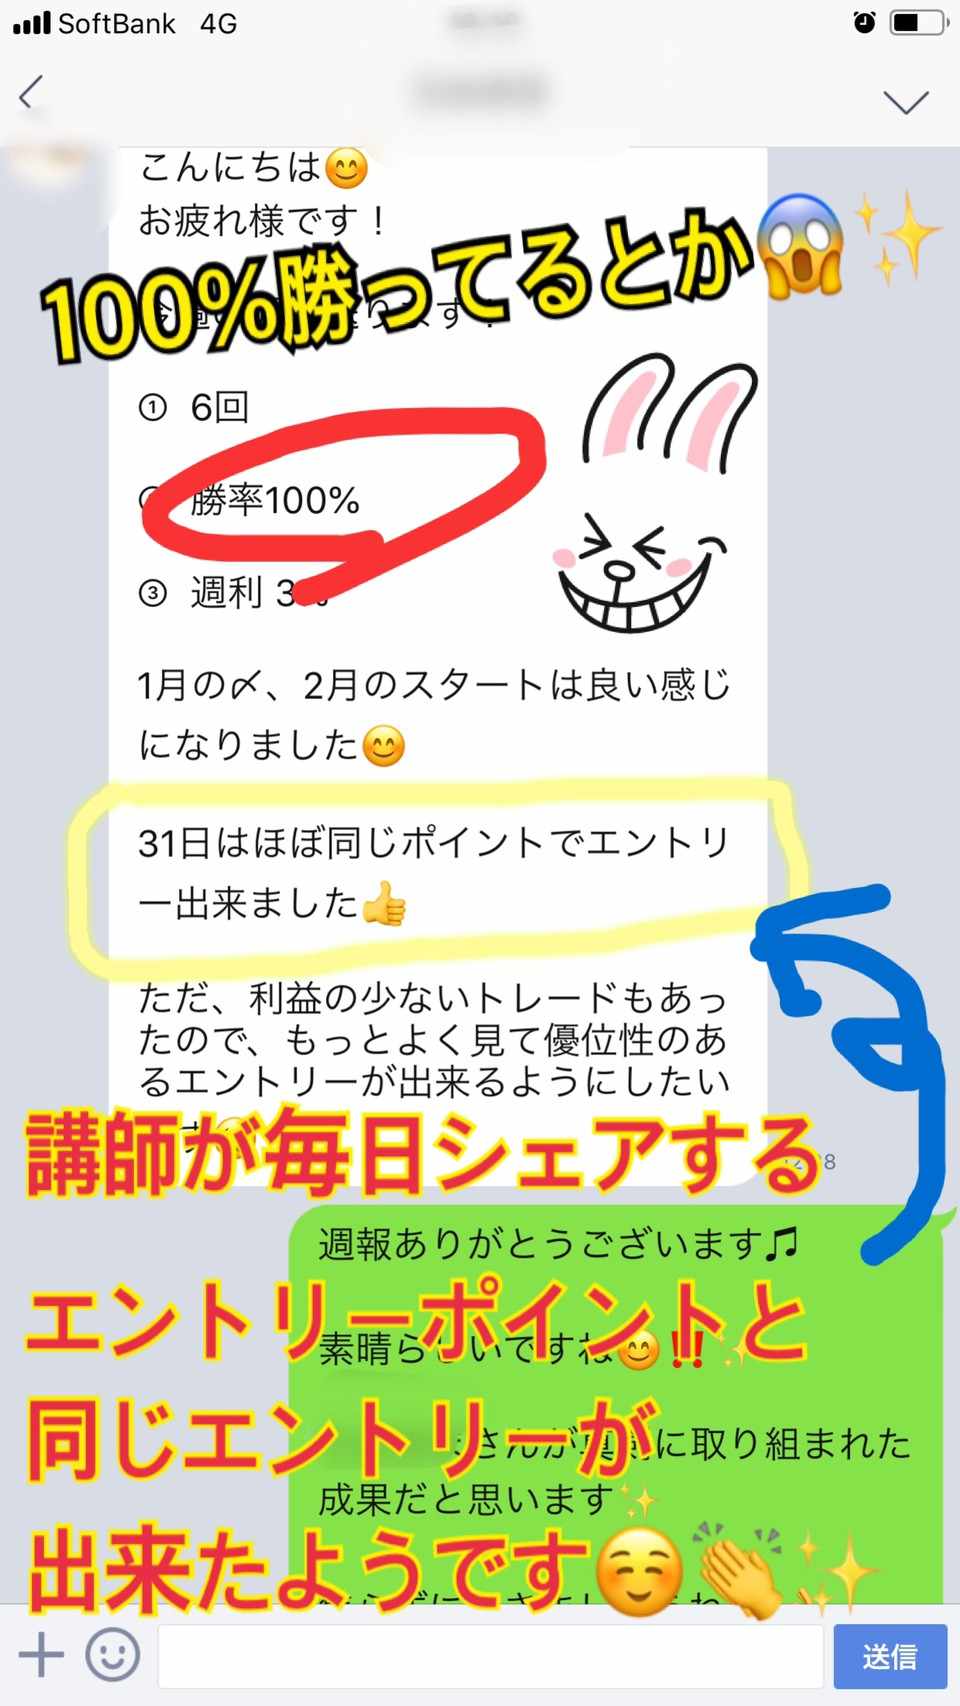 SoftBank 4G
こんにちは😊
お疲れ様です！
100%勝ってるとか😱✨
① 6回
勝率100%
③ 週利 3%
1月の〆、2月のスタートは良い感じ
になりました😊
31日はほぼ同じポイントでエントリ
ー出来ました👍
ただ、利益の少ないトレードもあっ
たので、もっとよく見て優位性のあ
るエントリーが出来るようにしたい
講師が毎日シェアする
週報ありがとうございます♫
エントリーポイントと
素晴らしいですね😊‼️✨
同じエントリーが
さんが真剣に取り組まれた
成果だと思います✨
出来たようです☺️👏✨
送信